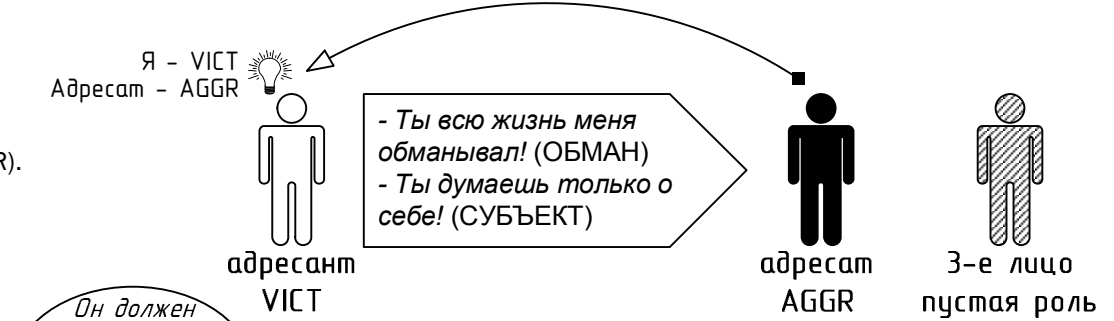 Я - VICT
Адресат - AGGR
R).
- Ты всю жизнь меня
обманывал! (ОБМАН)
- Ты думаешь только о
себе! (СУБЪЕКТ)
адресант
VICT
адресат
AGGR
3-е лицо
пустая роль
Он должен